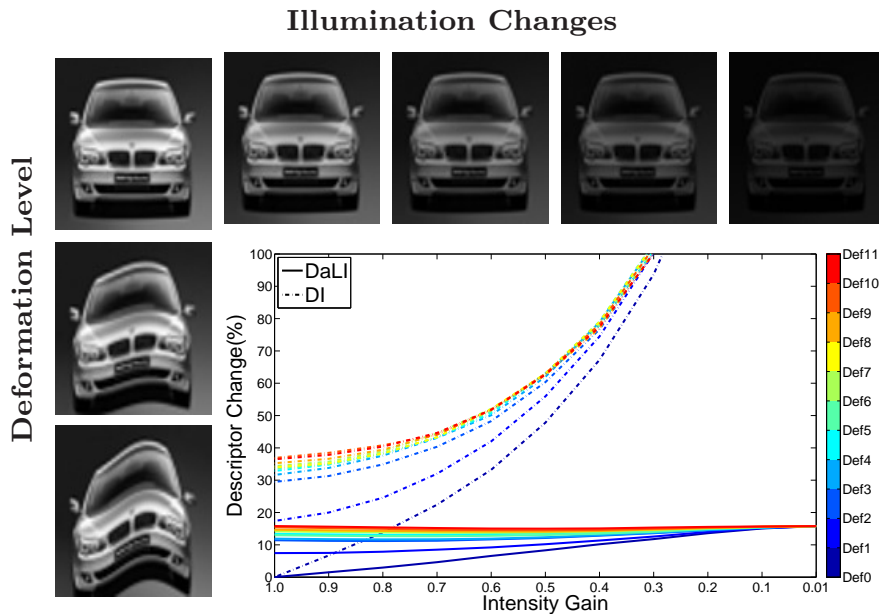 Illumination Changes
Deformation Level
DaLI
DI
Descriptor Change(%)
100
90
80
70
60
50
40
30
20
10
0
1.0 0.9 0.8 0.7 0.6 0.5 0.4 0.3 0.2 0.1 0.01
Intensity Gain
Def11
Def10
Def9
Def8
Def7
Def6
Def5
Def4
Def3
Def2
Def1
Def0